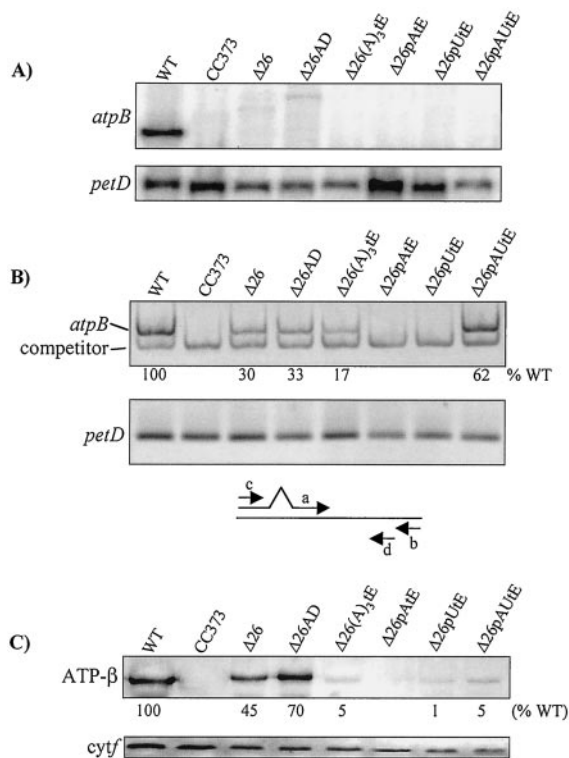 A)
WT CC373 Δ26 Δ26AD Δ26(A)₃tE Δ26pAtE Δ26pUtE Δ26pAUtE
atpB
petD
B)
WT CC373 Δ26 Δ26AD Δ26(A)₃tE Δ26pAtE Δ26pUtE Δ26pAUtE
atpB
competitor
100 30 33 17 62 % WT
petD
c a
d b
C)
WT CC373 Δ26 Δ26AD Δ26(A)₃tE Δ26pAtE Δ26pUtE Δ26pAUtE
ATP-β
100 45 70 5 1 5 (% WT)
cytf